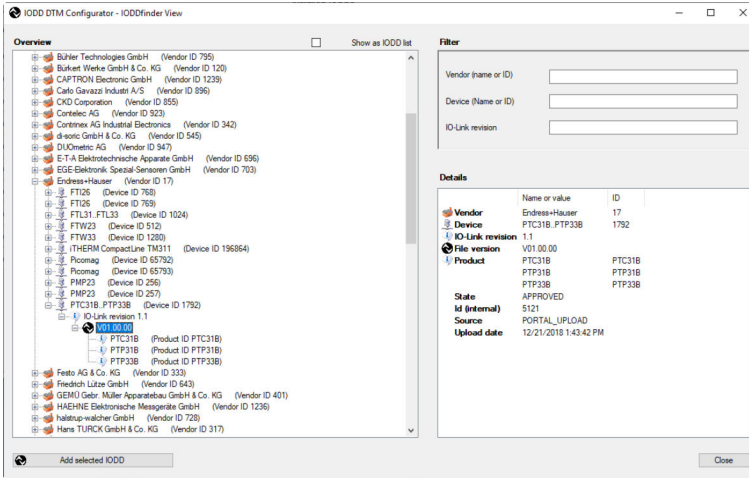 IODD DTM Configurator - IODDfinder View
Overview
Show as IODD list
Bühler Technologies GmbH (Vendor ID 795)
Bürkert Werke GmbH & Co. KG (Vendor ID 120)
CAPTRON Electronic GmbH (Vendor ID 1239)
Carlo Gavazzi Industri A/S (Vendor ID 896)
CKD Corporation (Vendor ID 855)
Contelec AG (Vendor ID 923)
Contrinex AG Industrial Electronics (Vendor ID 342)
di-soric GmbH & Co. KG (Vendor ID 545)
DUOmetric AG (Vendor ID 947)
E-T-A Elektrotechnische Apparate GmbH (Vendor ID 696)
EGE-Elektronik Spezial-Sensoren GmbH (Vendor ID 703)
Endress+Hauser (Vendor ID 17)
FTI26 (Device ID 768)
FTI26 (Device ID 769)
FTL31..FTL33 (Device ID 1024)
FTW23 (Device ID 512)
FTW33 (Device ID 1280)
iTHERM CompactLine TM311 (Device ID 196864)
Picomag (Device ID 65792)
Picomag (Device ID 65793)
PMP23 (Device ID 256)
PMP23 (Device ID 257)
PTC31B..PTP33B (Device ID 1792)
IO-Link revision 1.1
V01.00.00
PTC31B (Product ID PTC31B)
PTP31B (Product ID PTP31B)
PTP33B (Product ID PTP33B)
Festo AG & Co. KG (Vendor ID 333)
Friedrich Lütze GmbH (Vendor ID 643)
GEMÜ Gebr. Müller Apparatebau GmbH & Co. KG (Vendor ID 401)
HAEHNE Elektronische Messgeräte GmbH (Vendor ID 1236)
halstrup-walcher GmbH (Vendor ID 728)
Hans TURCK GmbH & Co. KG (Vendor ID 317)
Add selected IODD
Filter
Vendor (name or ID)
Device (Name or ID)
IO-Link revision
Details
Name or value ID
Vendor Endress+Hauser 17
Device PTC31B..PTP33B 1792
IO-Link revision 1.1
File version V01.00.00
Product PTC31B PTC31B
PTP31B PTP31B
PTP33B PTP33B
State APPROVED
Id (internal) 5121
Source PORTAL_UPLOAD
Upload date 12/21/2018 1:43:42 PM
Close